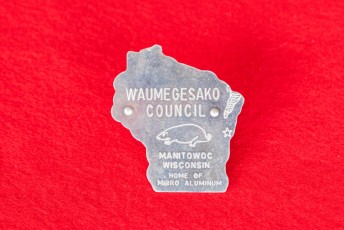 WAUMEGESAKO
COUNCIL
MANITOWOC
WISCONSIN
HOME OF
MIRRO ALUMINUM